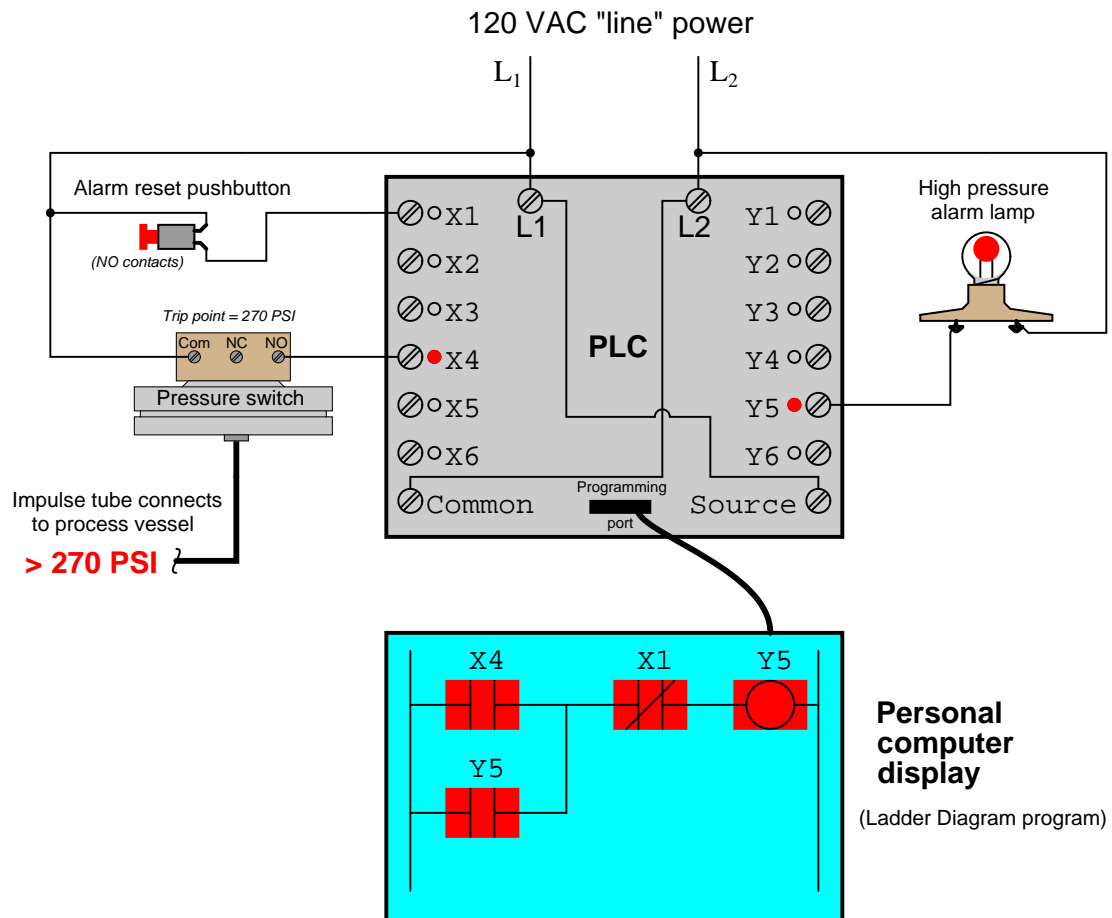 120 VAC "line" power
L1
L2
Alarm reset pushbutton
(NO contacts)
Trip point = 270 PSI
Com NC NO
Pressure switch
Impulse tube connects
to process vessel
> 270 PSI
L1
L2
X1
X2
X3
X4
X5
X6
Common
PLC
Programming
port
Y1
Y2
Y3
Y4
Y5
Y6
Source
High pressure
alarm lamp
X4
X1
Y5
Y5
Personal
computer
display
(Ladder Diagram program)